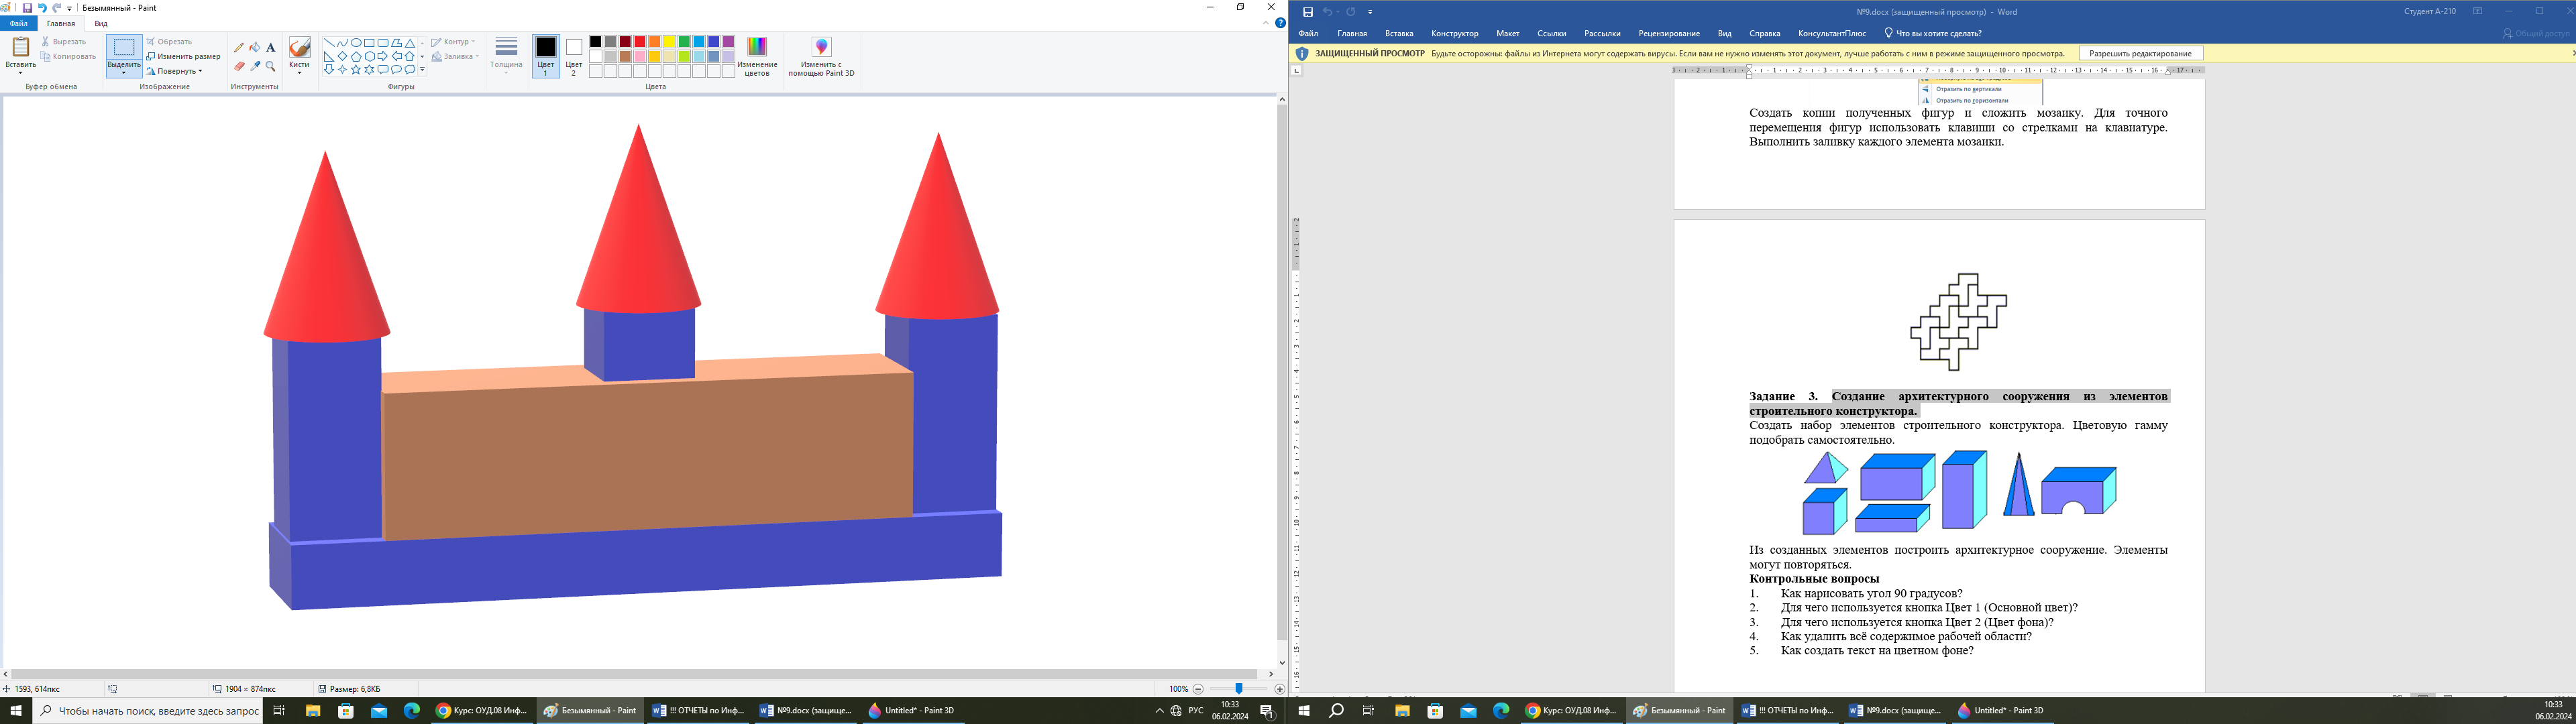 Безымянный - Paint
Файл
Главная
Вид
Вставить
Вырезать
Копировать
Буфер обмена
Выделить
Обрезать
Изменить размер
Повернуть
Изображение
Инструменты
Кисти
Контур
Заливка
Фигуры
Толщина
Цвет 1
Цвет 2
Изменение цветов
Цвета
Изменить с помощью Paint 3D
1593, 614пкс
1904 × 874пкс
Размер: 6,8КБ
100%
Чтобы начать поиск, введите здесь запрос
Курс: ОУД.08 Инф...
Безымянный - Paint
!!! ОТЧЕТЫ по Инф...
№9.docx (защище...
Untitled* - Paint 3D
РУС
10:33
06.02.2024
№9.docx (защищенный просмотр) - Word
Студент А-210
Файл
Главная
Вставка
Конструктор
Макет
Ссылки
Рассылки
Рецензирование
Вид
Справка
КонсультантПлюс
Что вы хотите сделать?
Общий доступ
ЗАЩИЩЕННЫЙ ПРОСМОТР
Будьте осторожны: файлы из Интернета могут содержать вирусы. Если вам не нужно изменять этот документ, лучше работать с ним в режиме защищенного просмотра.
Разрешить редактирование
Отразить по вертикали
Отразить по горизонтали
Создать копии полученных фигур и сложить мозаику. Для точного
перемещения фигур использовать клавиши со стрелками на клавиатуре.
Выполнить заливку каждого элемента мозаики.
Задание 3. Создание архитектурного сооружения из элементов
строительного конструктора.
Создать набор элементов строительного конструктора. Цветовую гамму
подобрать самостоятельно.
Из созданных элементов построить архитектурное сооружение. Элементы
могут повторяться.
Контрольные вопросы
1. Как нарисовать угол 90 градусов?
2. Для чего используется кнопка Цвет 1 (Основной цвет)?
3. Для чего используется кнопка Цвет 2 (Цвет фона)?
4. Как удалить всё содержимое рабочей области?
5. Как создать текст на цветном фоне?
Курс: ОУД.08 Инф...
Безымянный - Paint
!!! ОТЧЕТЫ по Инф...
№9.docx (защище...
Untitled* - Paint 3D
10:33
06.02.2024